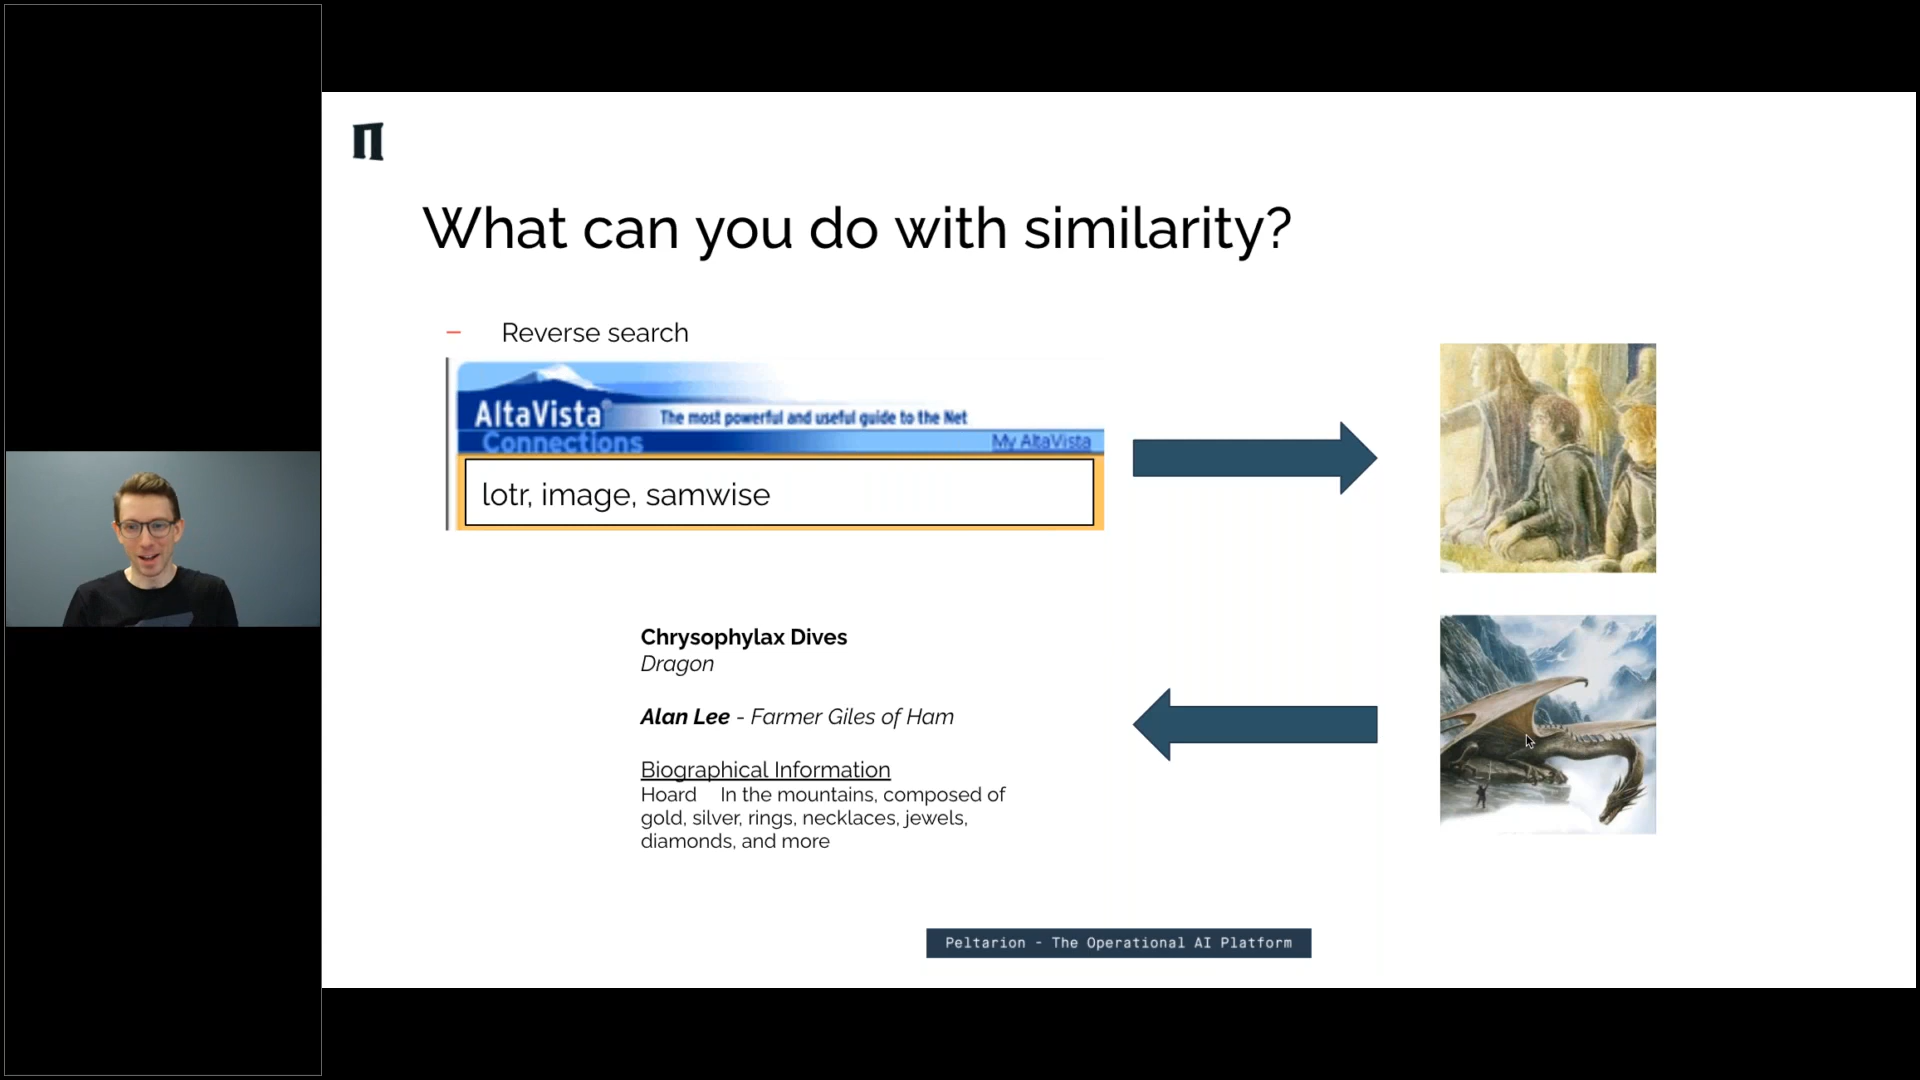 What can you do with similarity?
– Reverse search
AltaVista®
The most powerful and useful guide to the Net
Connections
My AltaVista
lotr, image, samwise
Chrysophylax Dives
Dragon
Alan Lee - Farmer Giles of Ham
Biographical Information
Hoard In the mountains, composed of
gold, silver, rings, necklaces, jewels,
diamonds, and more
Peltarion - The Operational AI Platform